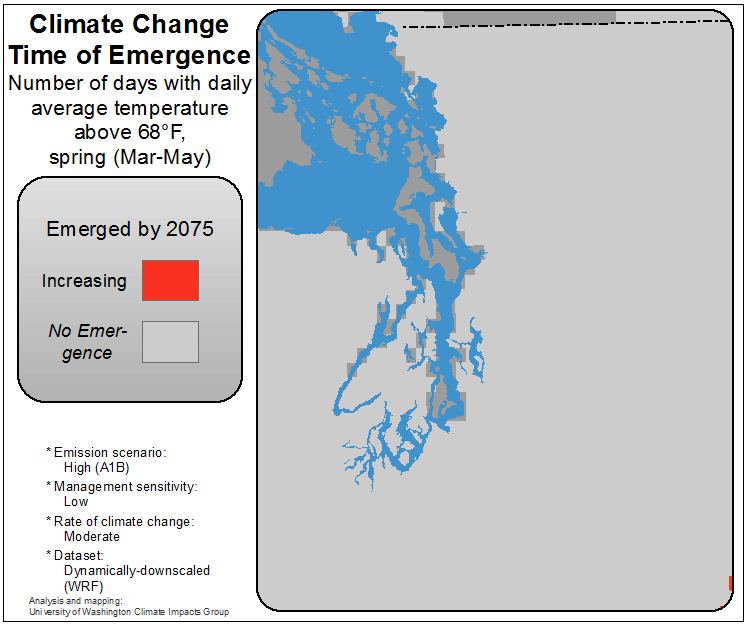 Climate Change
Time of Emergence
Number of days with daily
average temperature
above 68°F,
spring (Mar-May)
Emerged by 2075
Increasing
No Emer-
gence
* Emission scenario:
High (A1B)
* Management sensitivity:
Low
* Rate of climate change:
Moderate
* Dataset:
Dynamically-downscaled
(WRF)
Analysis and mapping:
University of Washington Climate Impacts Group